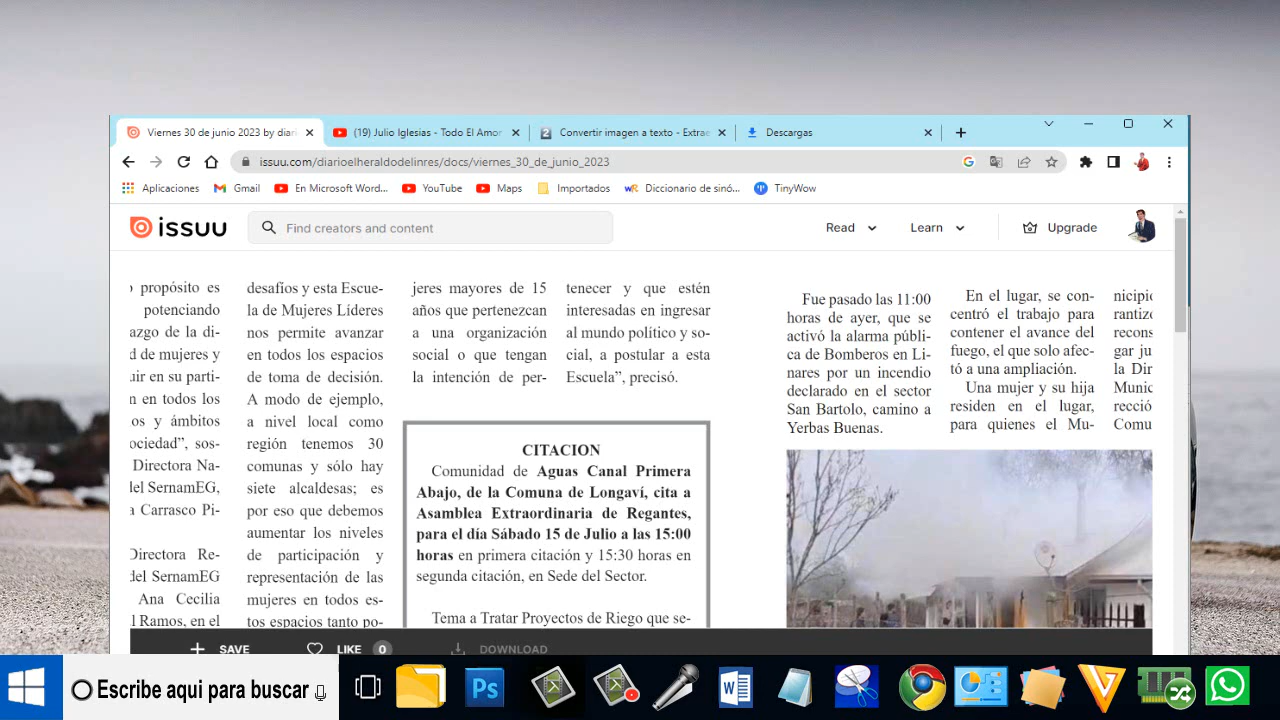 Viernes 30 de junio 2023 by diari
(19) Julio Iglesias - Todo El Amor
Convertir imagen a texto - Extrae
Descargas
issuu.com/diarioelheraldodelinres/docs/viernes_30_de_junio_2023
Aplicaciones
Gmail
En Microsoft Word...
YouTube
Maps
Importados
Diccionario de sinó...
TinyWow
issuu
Find creators and content
Read
Learn
Upgrade
propósito es
potenciando
azgo de la di-
d de mujeres y
uir en su parti-
n en todos los
os y ámbitos
ociedad”, sos-
Directora Na-
del SernamEG,
a Carrasco Pi-
Directora Re-
del SernamEG
Ana Cecilia
l Ramos, en el
desafíos y esta Escue-
la de Mujeres Líderes
nos permite avanzar
en todos los espacios
de toma de decisión.
A modo de ejemplo,
a nivel local como
región tenemos 30
comunas y sólo hay
siete alcaldesas; es
por eso que debemos
aumentar los niveles
de participación y
representación de las
mujeres en todos es-
tos espacios tanto po-
jeres mayores de 15
años que pertenezcan
a una organización
social o que tengan
la intención de per-
tenecer y que estén
interesadas en ingresar
al mundo político y so-
cial, a postular a esta
Escuela”, precisó.
CITACION
Comunidad de Aguas Canal Primera
Abajo, de la Comuna de Longaví, cita a
Asamblea Extraordinaria de Regantes,
para el día Sábado 15 de Julio a las 15:00
horas en primera citación y 15:30 horas en
segunda citación, en Sede del Sector.
Tema a Tratar Proyectos de Riego que se-
Fue pasado las 11:00
horas de ayer, que se
activó la alarma públi-
ca de Bomberos en Li-
nares por un incendio
declarado en el sector
San Bartolo, camino a
Yerbas Buenas.
En el lugar, se con-
centró el trabajo para
contener el avance del
fuego, el que solo afec-
tó a una ampliación.
Una mujer y su hija
residen en el lugar,
para quienes el Mu-
nicipio
rantizo
recons
gar ju
la Dir
Munic
rección
Comu
SAVE
LIKE 0
DOWNLOAD
Escribe aqui para buscar
Ps
W